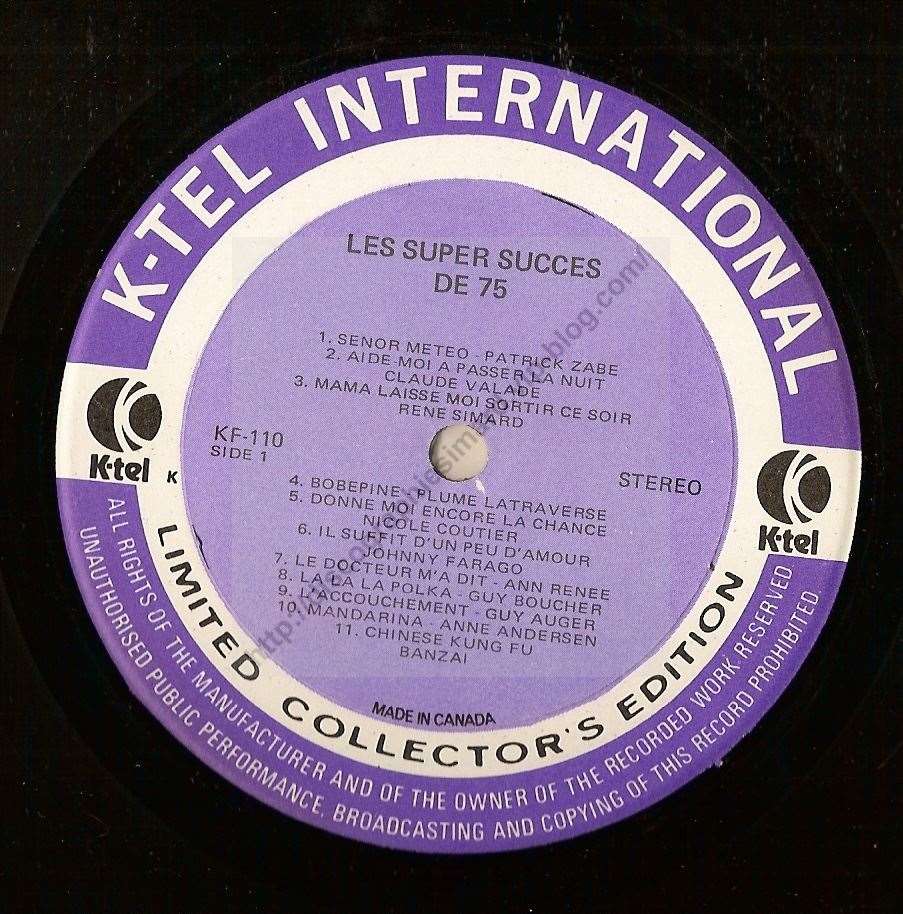 K-TEL INTERNATIONAL
LES SUPER SUCCES
DE 75
1. SENOR METEO - PATRICK ZABE
2. AIDE MOI A PASSER LA NUIT
CLAUDE VALADE
3. MAMA LAISSE MOI SORTIR CE SOIR
RENE SIMARD
KF-110
SIDE 1
STEREO
K-tel
K
K-tel
4. BOBEPINE - PLUME LATRAVERSE
5. DONNE MOI ENCORE LA CHANCE
NICOLE COUTIER
6. IL SUFFIT D'UN PEU D'AMOUR
JOHNNY FARAGO
7. LE DOCTEUR M'A DIT - ANN RENEE
8. LA LA LA POLKA - GUY BOUCHER
9. L'ACCOUCHEMENT - GUY AUGER
10. MANDARINA - ANNE ANDERSEN
11. CHINESE KUNG FU
BANZAI
MADE IN CANADA
LIMITED COLLECTOR'S EDITION
ALL RIGHTS OF THE MANUFACTURER AND OF THE OWNER OF THE RECORDED WORK RESERVED
UNAUTHORISED PUBLIC PERFORMANCE, BROADCASTING AND COPYING OF THIS RECORD PROHIBITED